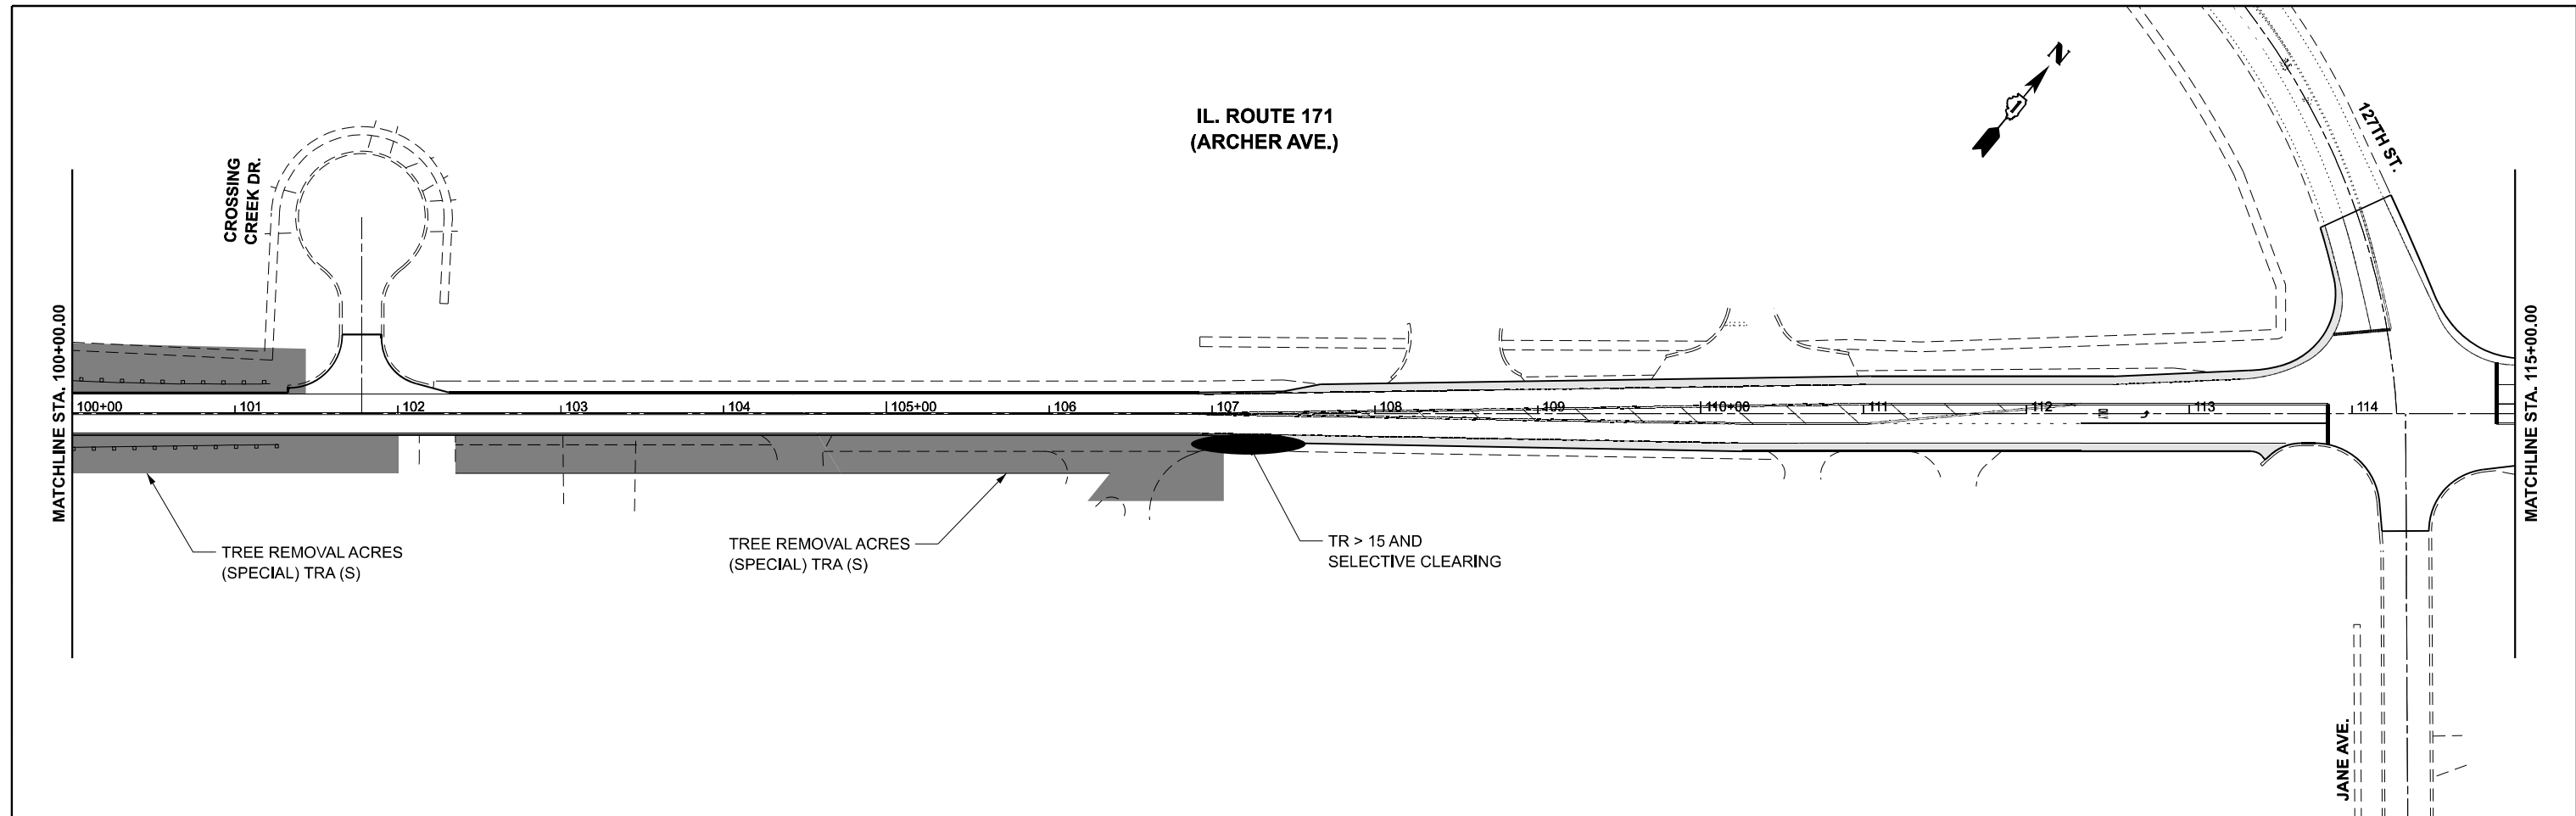 IL. ROUTE 171
(ARCHER AVE.)
N
127TH ST.
CROSSING
CREEK DR.
MATCHLINE STA. 100+00.00
MATCHLINE STA. 115+00.00
100+00
101
102
103
104
105+00
106
107
108
109
110+00
111
112
113
114
TREE REMOVAL ACRES
(SPECIAL) TRA (S)
TREE REMOVAL ACRES
(SPECIAL) TRA (S)
TR > 15 AND
SELECTIVE CLEARING
JANE AVE.